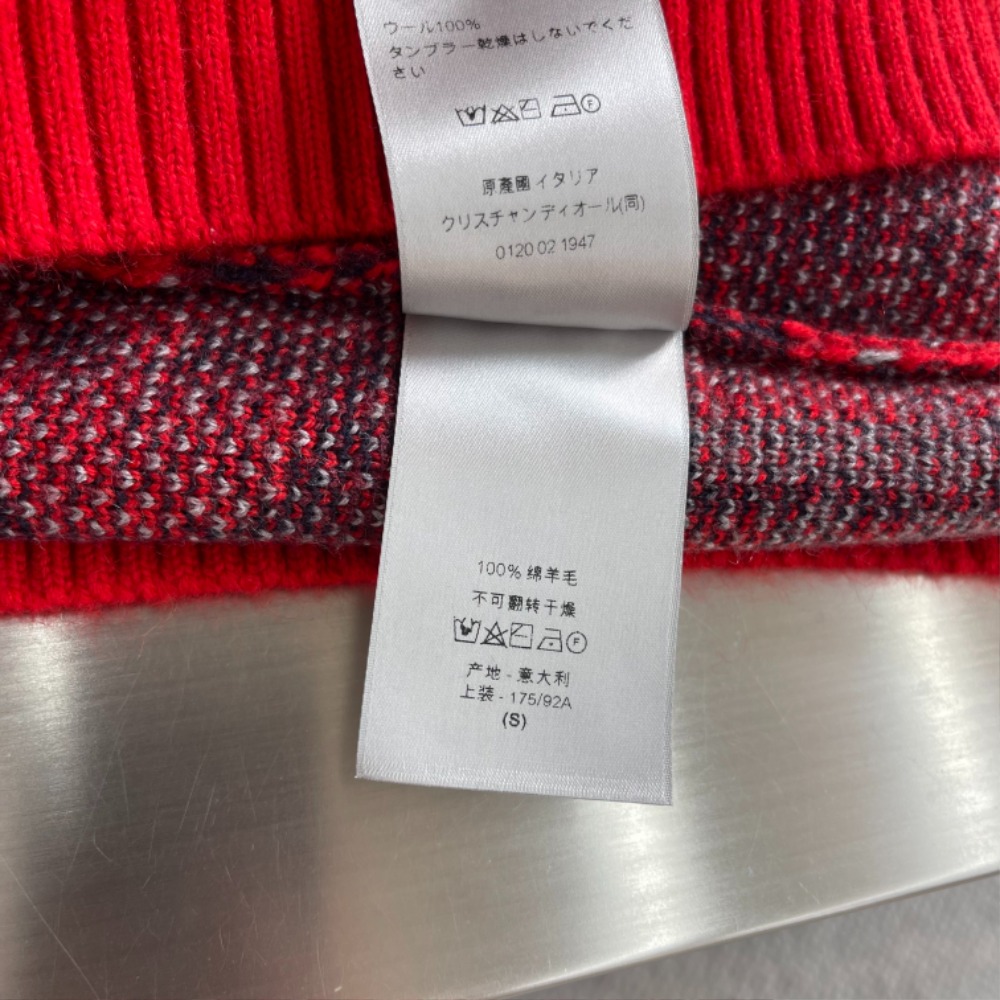 ウール100%
タンブラー乾燥はしないでくだ
さい
F
原産國イタリア
クリスチャンディオール(同)
0120 02 1947
100% 绵羊毛
不可翻转干燥
F
产地 - 意大利
上装 - 175/92A
(S)